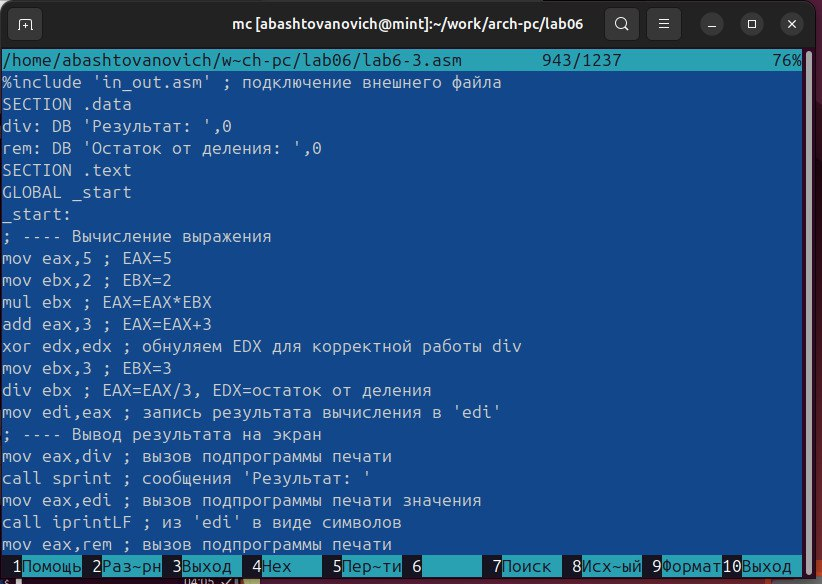 mc [abashtovanovich@mint]:~/work/arch-pc/lab06
/home/abashtovanovich/w~ch-pc/lab06/lab6-3.asm 943/1237 76%
%include 'in_out.asm' ; подключение внешнего файла
SECTION .data
div: DB 'Результат: ',0
rem: DB 'Остаток от деления: ',0
SECTION .text
GLOBAL _start
_start:
; ---- Вычисление выражения
mov eax,5 ; EAX=5
mov ebx,2 ; EBX=2
mul ebx ; EAX=EAX*EBX
add eax,3 ; EAX=EAX+3
xor edx,edx ; обнуляем EDX для корректной работы div
mov ebx,3 ; EBX=3
div ebx ; EAX=EAX/3, EDX=остаток от деления
mov edi,eax ; запись результата вычисления в 'edi'
; ---- Вывод результата на экран
mov eax,div ; вызов подпрограммы печати
call sprint ; сообщения 'Результат: '
mov eax,edi ; вызов подпрограммы печати значения
call iprintLF ; из 'edi' в виде символов
mov eax,rem ; вызов подпрограммы печати
1Помощь 2Раз~рн 3Выход 4Hex 5Пер~ти 6 7Поиск 8Исх~ый 9Формат 10Выход